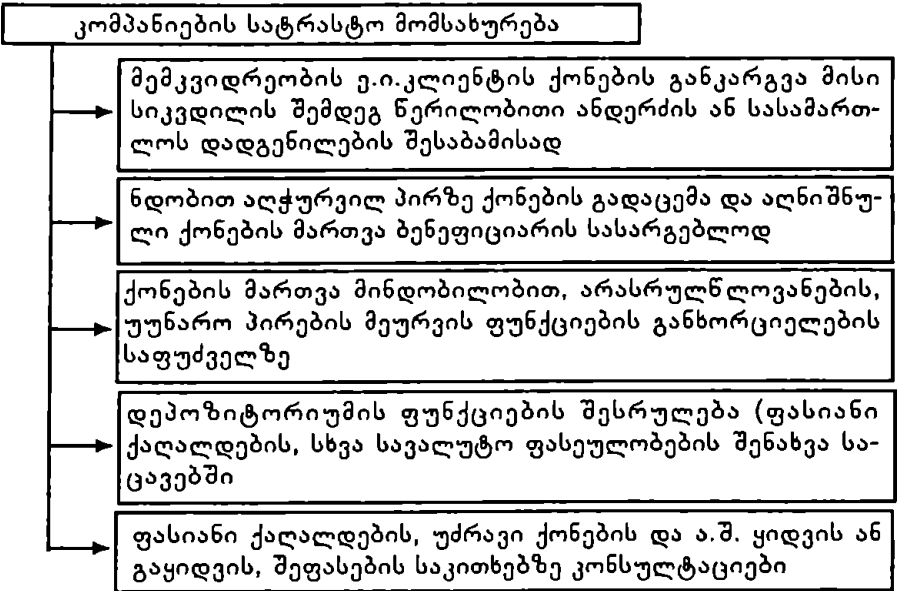 კომპანიების სატრასტო მომსახურება
მემკვიდრეობის ე.ი.კლიენტის ქონების განკარგვა მისი
სიკვდილის შემდეგ წერილობითი ანდერძის ან სასამართ-
ლოს დადგენილების შესაბამისად
ნდობით აღჭურვილ პირზე ქონების გადაცემა და აღნიშნუ-
ლი ქონების მართვა ბენეფიციარის სასარგებლოდ
ქონების მართვა მინდობილობით, არასრულწლოვანების,
უუნარო პირების მეურვის ფუნქციების განხორციელების
საფუძველზე
დეპოზიტორიუმის ფუნქციების შესრულება (ფასიანი
ქაღალდების, სხვა სავალუტო ფასეულობების შენახვა სა-
ცავებში
ფასიანი ქაღალდების, უძრავი ქონების და ა.შ. ყიდვის ან
გაყიდვის, შეფასების საკითხებზე კონსულტაციები